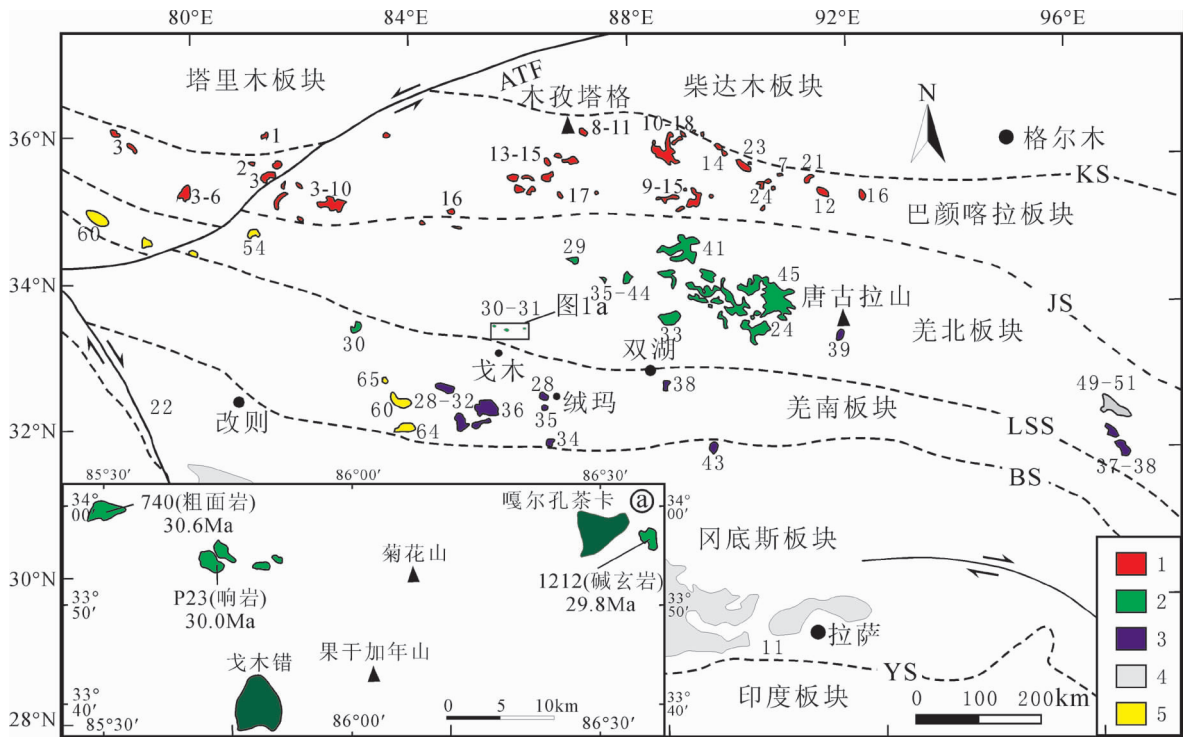 80°E
84°E
88°E
92°E
96°E
塔里木板块
ATF
木孜塔格
柴达木板块
N
格尔木
36°N
3
1
8-11
10-18
14
23
KS
2
3
13-15
7
21
3-6
3-10
16
17
9-15
24
12
16
巴颜喀拉板块
60
54
29
41
34°N
35-44
45
唐古拉山
JS
30-31
图1a
33
24
39
羌北板块
30
戈木
双湖
65
28
38
49-51
22
改则
60
28-32
36
绒玛
35
羌南板块
LSS
32°N
64
34
43
BS
37-38
85°30′
86°00′
86°30′
34°
00′
740(粗面岩)
30.6Ma
嘎尔孔茶卡
a
34°
00′
冈底斯板块
菊花山
1
30°N
P23(响岩)
30.0Ma
1212(碱玄岩)
29.8Ma
33°
50′
33°
50′
2
拉萨
3
戈木错
果干加年山
11
YS
4
33°
40′
0 5 10km
33°
40′
印度板块
0 100 200km
5
28°N
85°30′
86°00′
86°30′